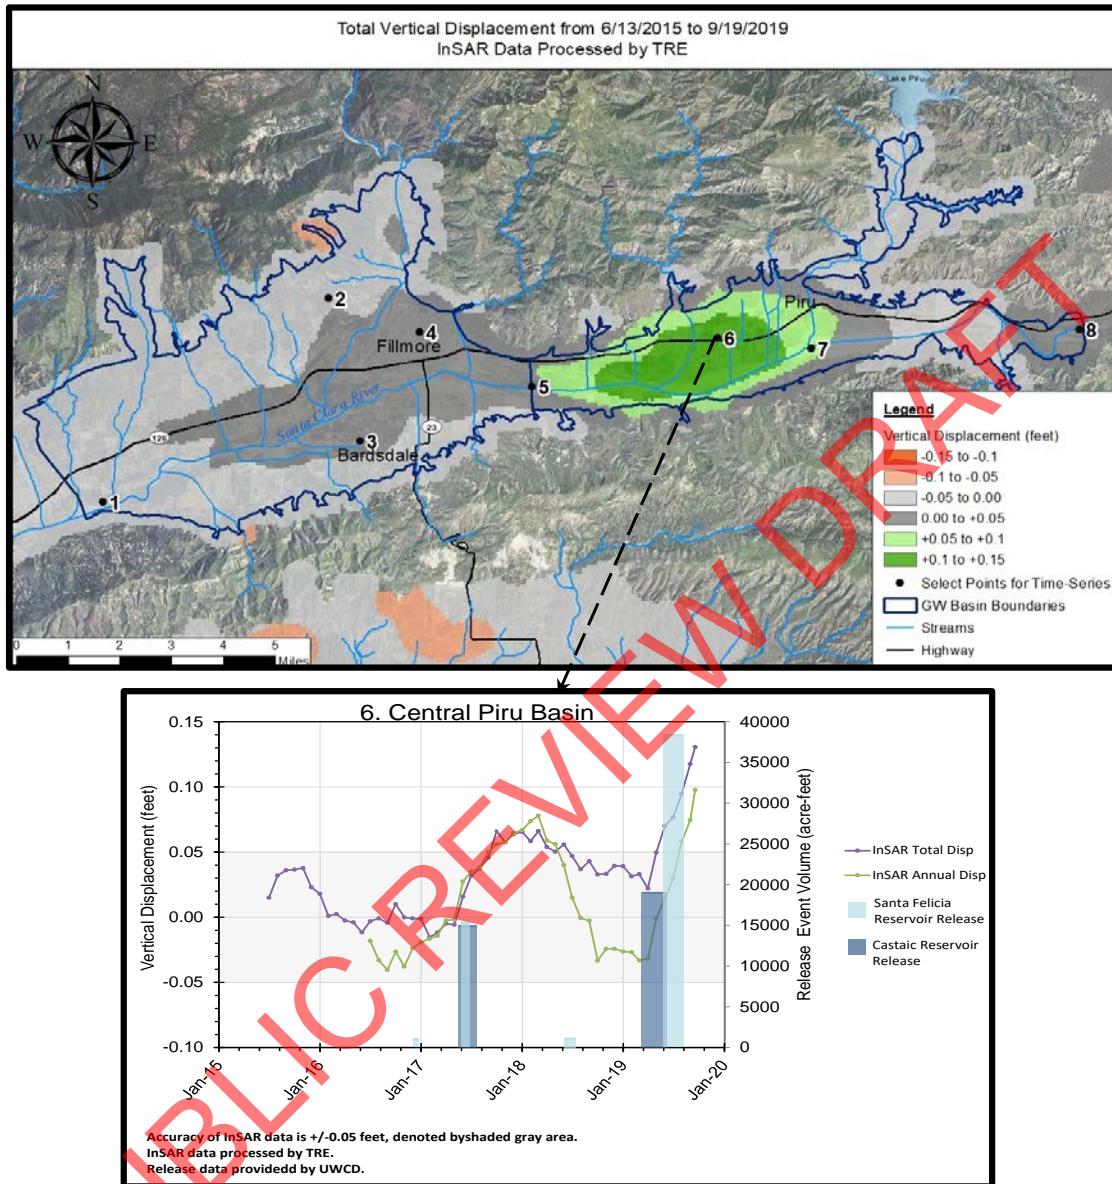 Total Vertical Displacement from 6/13/2015 to 9/19/2019
InSAR Data Processed by TRE
N
W
E
S
Lake Piru
2
4
Fillmore
Piru
6
7
8
5
Santa Clara River
126
23
3
Bardsdale
1
0
1
2
3
4
5
Miles
Legend
Vertical Displacement (feet)
-0.15 to -0.1
-0.1 to -0.05
-0.05 to 0.00
0.00 to +0.05
+0.05 to +0.1
+0.1 to +0.15
Select Points for Time-Series
GW Basin Boundaries
Streams
Highway
6. Central Piru Basin
Vertical Displacement (feet)
0.15
0.10
0.05
0.00
-0.05
-0.10
40000
35000
30000
25000
20000
15000
10000
5000
0
Release Event Volume (acre-feet)
Jan-15
Jan-16
Jan-17
Jan-18
Jan-19
Jan-20
InSAR Total Disp
InSAR Annual Disp
Santa Felicia
Reservoir Release
Castaic Reservoir
Release
Accuracy of InSAR data is +/-0.05 feet, denoted byshaded gray area.
InSAR data processed by TRE.
Release data providedd by UWCD.
BLIC REVIEW DRAFT